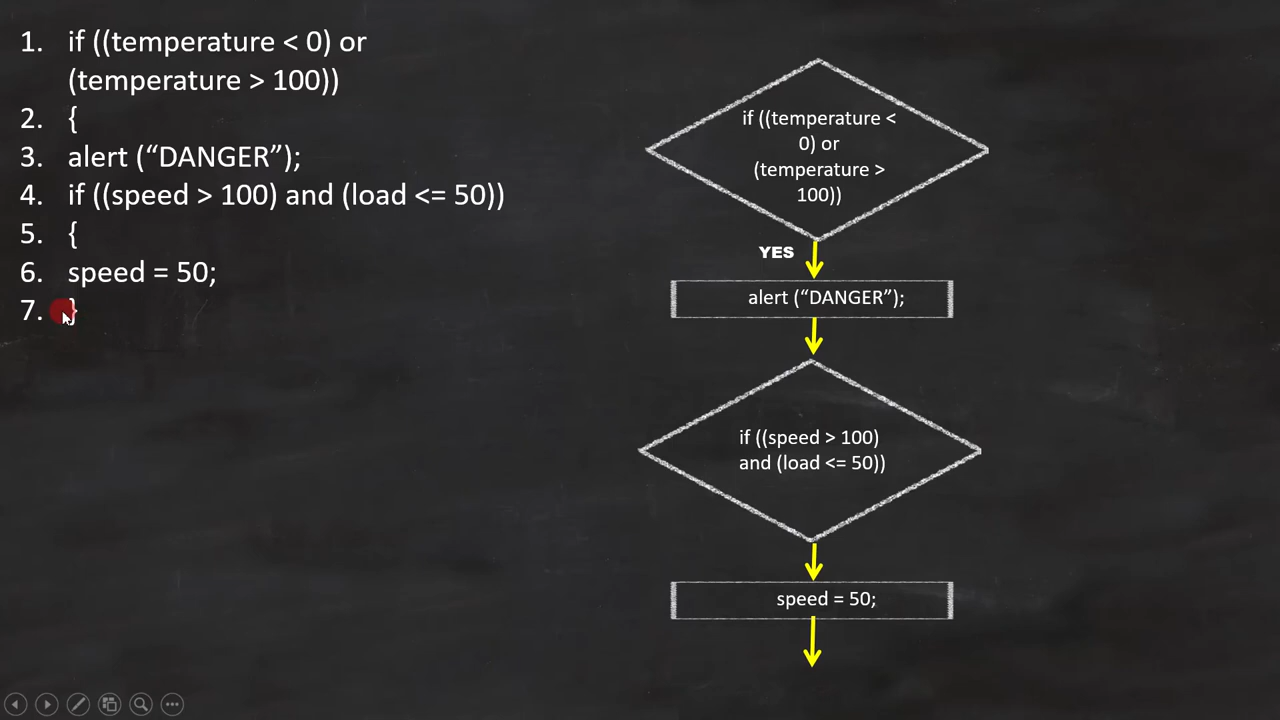 1. if ((temperature < 0) or
(temperature > 100))
2. {
3. alert (“DANGER”);
4. if ((speed > 100) and (load <= 50))
5. {
6. speed = 50;
7. }
if ((temperature <
0) or
(temperature >
100))
YES
alert (“DANGER”);
if ((speed > 100)
and (load <= 50))
speed = 50;